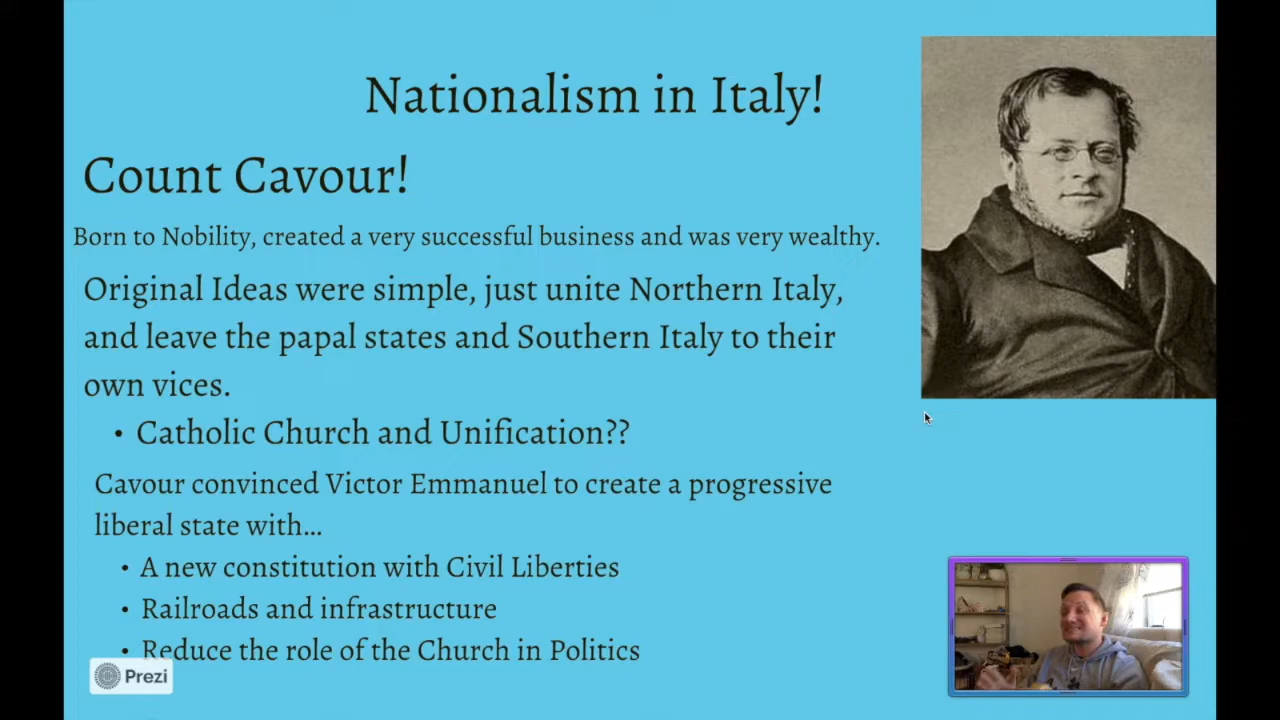 Nationalism in Italy!
Count Cavour!
Born to Nobility, created a very successful business and was very wealthy.
Original Ideas were simple, just unite Northern Italy,
and leave the papal states and Southern Italy to their
own vices.
• Catholic Church and Unification??
Cavour convinced Victor Emmanuel to create a progressive
liberal state with...
• A new constitution with Civil Liberties
• Railroads and infrastructure
• Reduce the role of the Church in Politics
Prezi